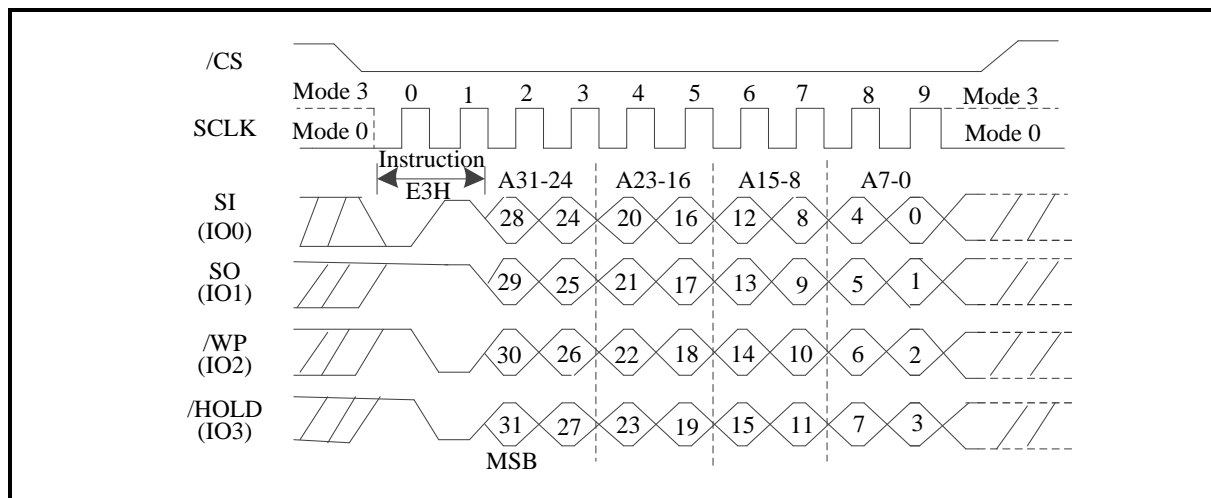 /CS
Mode 3 0 1 2 3 4 5 6 7 8 9 Mode 3
SCLK Mode 0 Mode 0
Instruction
E3H A31-24 A23-16 A15-8 A7-0
SI
(IO0) 28 24 20 16 12 8 4 0
SO
(IO1) 29 25 21 17 13 9 5 1
/WP
(IO2) 30 26 22 18 14 10 6 2
/HOLD
(IO3) 31 27 23 19 15 11 7 3
MSB